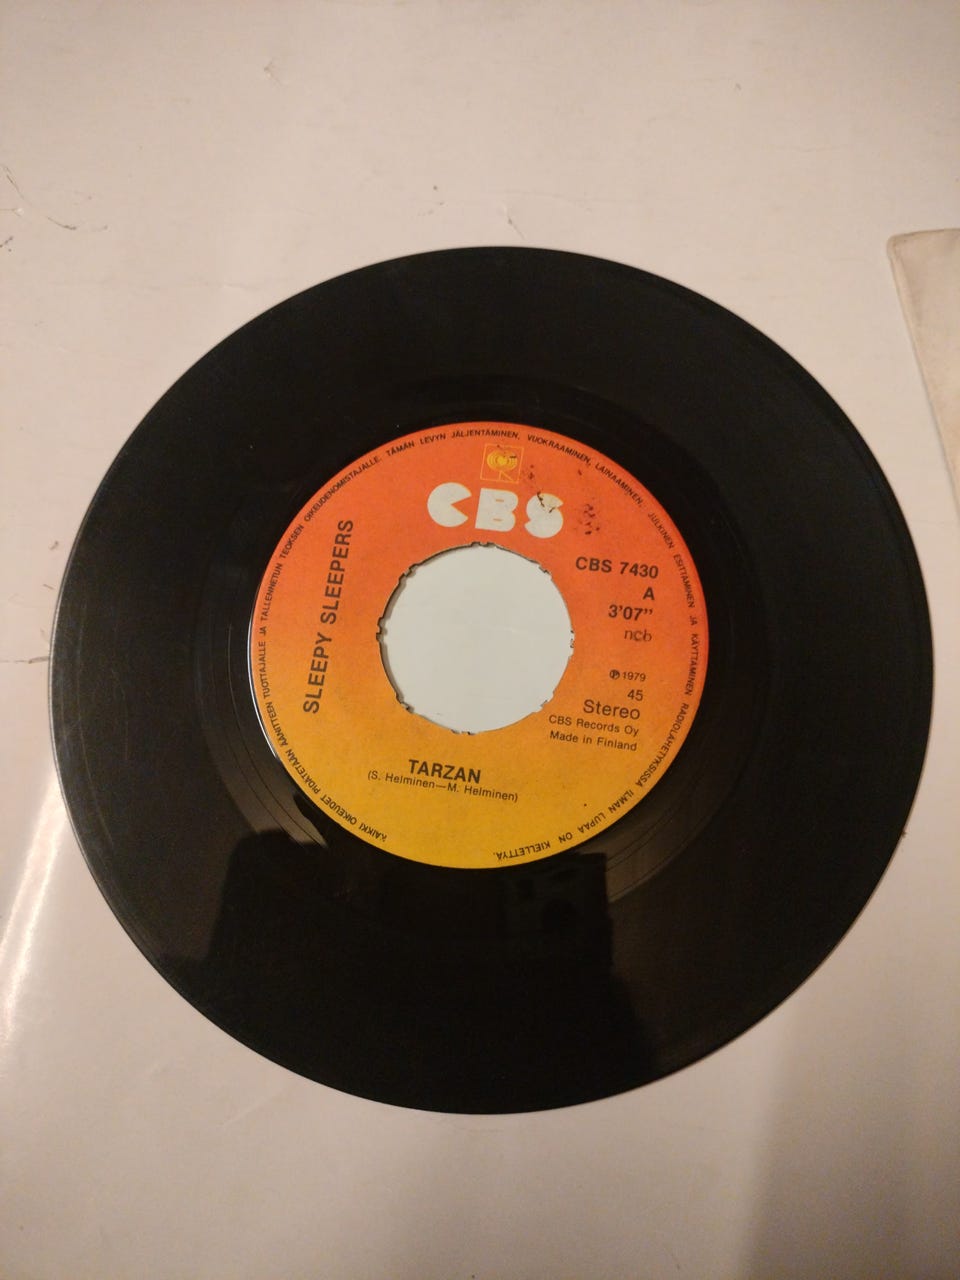 KAIKKI OIKEUDET PIDÄTETÄÄN ÄÄNITTEEN TUOTTAJALLE JA TALLENNETUN TEOKSEN OIKEUDENOMISTAJALLE. TÄMÄN LEVYN JÄLJENTÄMINEN, VUOKRAAMINEN, LAINAAMINEN, JULKINEN ESITTÄMINEN JA KÄYTTÄMINEN RADIOLÄHETYKSISSÄ ILMAN LUPAA ON KIELLETTYÄ.
CBS
SLEEPY SLEEPERS
CBS 7430
A
3'07"
ncb
℗ 1979
45
Stereo
CBS Records Oy
Made in Finland
TARZAN
(S. Helminen—M. Helminen)